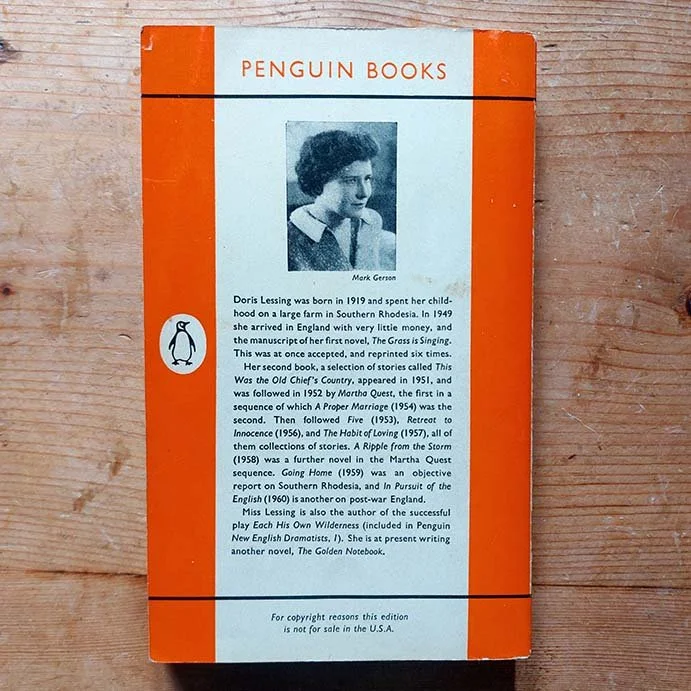 PENGUIN BOOKS
Mark Gerson
Doris Lessing was born in 1919 and spent her child-
hood on a large farm in Southern Rhodesia. In 1949
she arrived in England with very little money, and
the manuscript of her first novel, The Grass is Singing.
This was at once accepted, and reprinted six times.
Her second book, a selection of stories called This
Was the Old Chief's Country, appeared in 1951, and
was followed in 1952 by Martha Quest, the first in a
sequence of which A Proper Marriage (1954) was the
second. Then followed Five (1953), Retreat to
Innocence (1956), and The Habit of Loving (1957), all of
them collections of stories. A Ripple from the Storm
(1958) was a further novel in the Martha Quest
sequence. Going Home (1959) was an objective
report on Southern Rhodesia, and In Pursuit of the
English (1960) is another on post-war England.
Miss Lessing is also the author of the successful
play Each His Own Wilderness (included in Penguin
New English Dramatists, 1). She is at present writing
another novel, The Golden Notebook.
For copyright reasons this edition
is not for sale in the U.S.A.